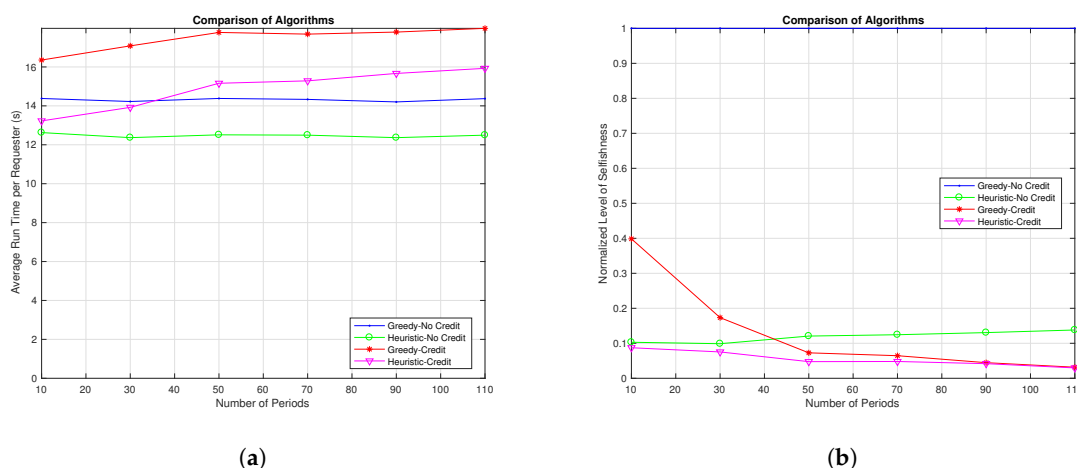 Comparison of Algorithms
Average Run Time per Requester (s)
16
14
12
10
8
6
4
2
0
10 20 30 40 50 60 70 80 90 100 110
Number of Periods
Greedy-No Credit
Heuristic-No Credit
Greedy-Credit
Heuristic-Credit
(a)
Comparison of Algorithms
Normalized Level of Selfishness
1
0.9
0.8
0.7
0.6
0.5
0.4
0.3
0.2
0.1
0
10 20 30 40 50 60 70 80 90 100 110
Number of Periods
Greedy-No Credit
Heuristic-No Credit
Greedy-Credit
Heuristic-Credit
(b)